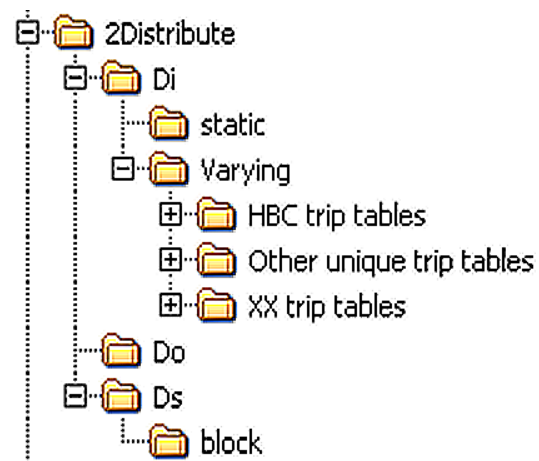 2Distribute
Di
static
Varying
HBC trip tables
Other unique trip tables
XX trip tables
Do
Ds
block